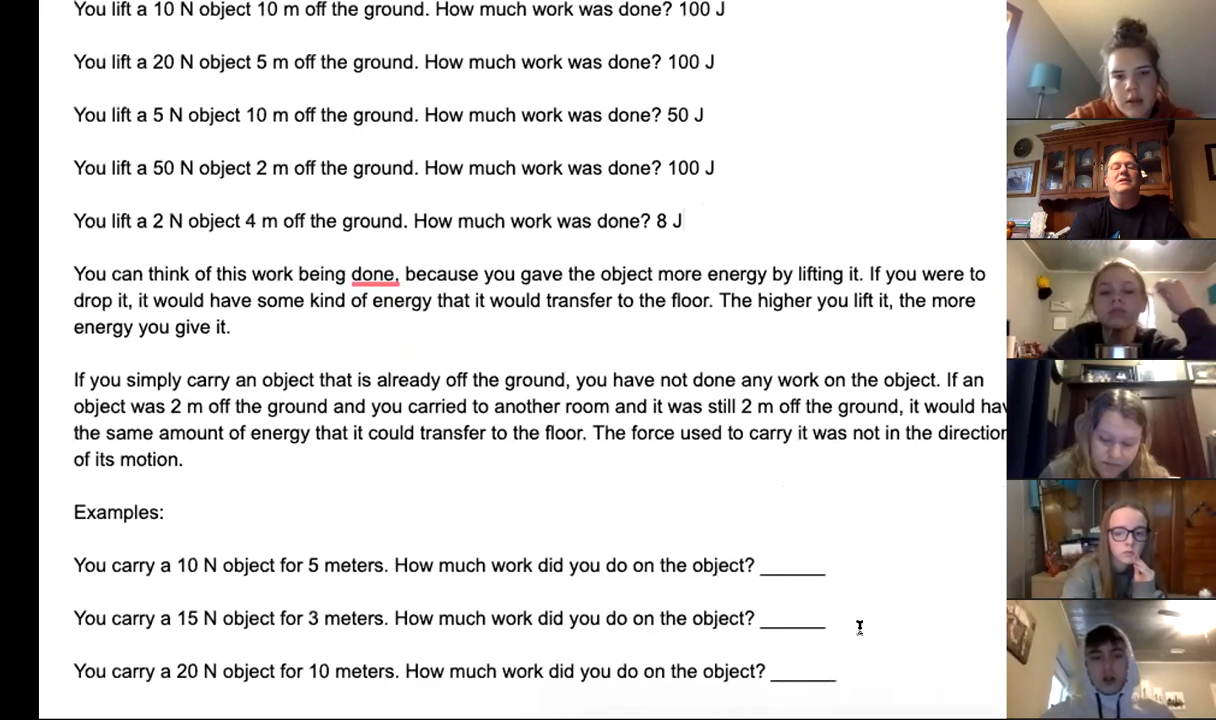 You lift a 10 N object 10 m off the ground. How much work was done? 100 J
You lift a 20 N object 5 m off the ground. How much work was done? 100 J
You lift a 5 N object 10 m off the ground. How much work was done? 50 J
You lift a 50 N object 2 m off the ground. How much work was done? 100 J
You lift a 2 N object 4 m off the ground. How much work was done? 8 J
You can think of this work being done, because you gave the object more energy by lifting it. If you were to
drop it, it would have some kind of energy that it would transfer to the floor. The higher you lift it, the more
energy you give it.
If you simply carry an object that is already off the ground, you have not done any work on the object. If an
object was 2 m off the ground and you carried to another room and it was still 2 m off the ground, it would hav
the same amount of energy that it could transfer to the floor. The force used to carry it was not in the direction
of its motion.
Examples:
You carry a 10 N object for 5 meters. How much work did you do on the object? ______
You carry a 15 N object for 3 meters. How much work did you do on the object? ______
You carry a 20 N object for 10 meters. How much work did you do on the object? ______